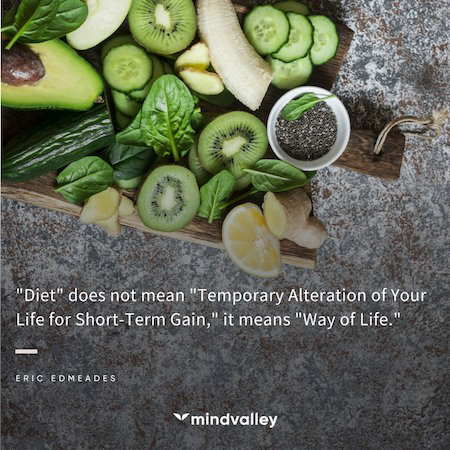 "Diet" does not mean "Temporary Alteration of Your
Life for Short-Term Gain," it means "Way of Life."
ERIC EDMEADES
mindvalley